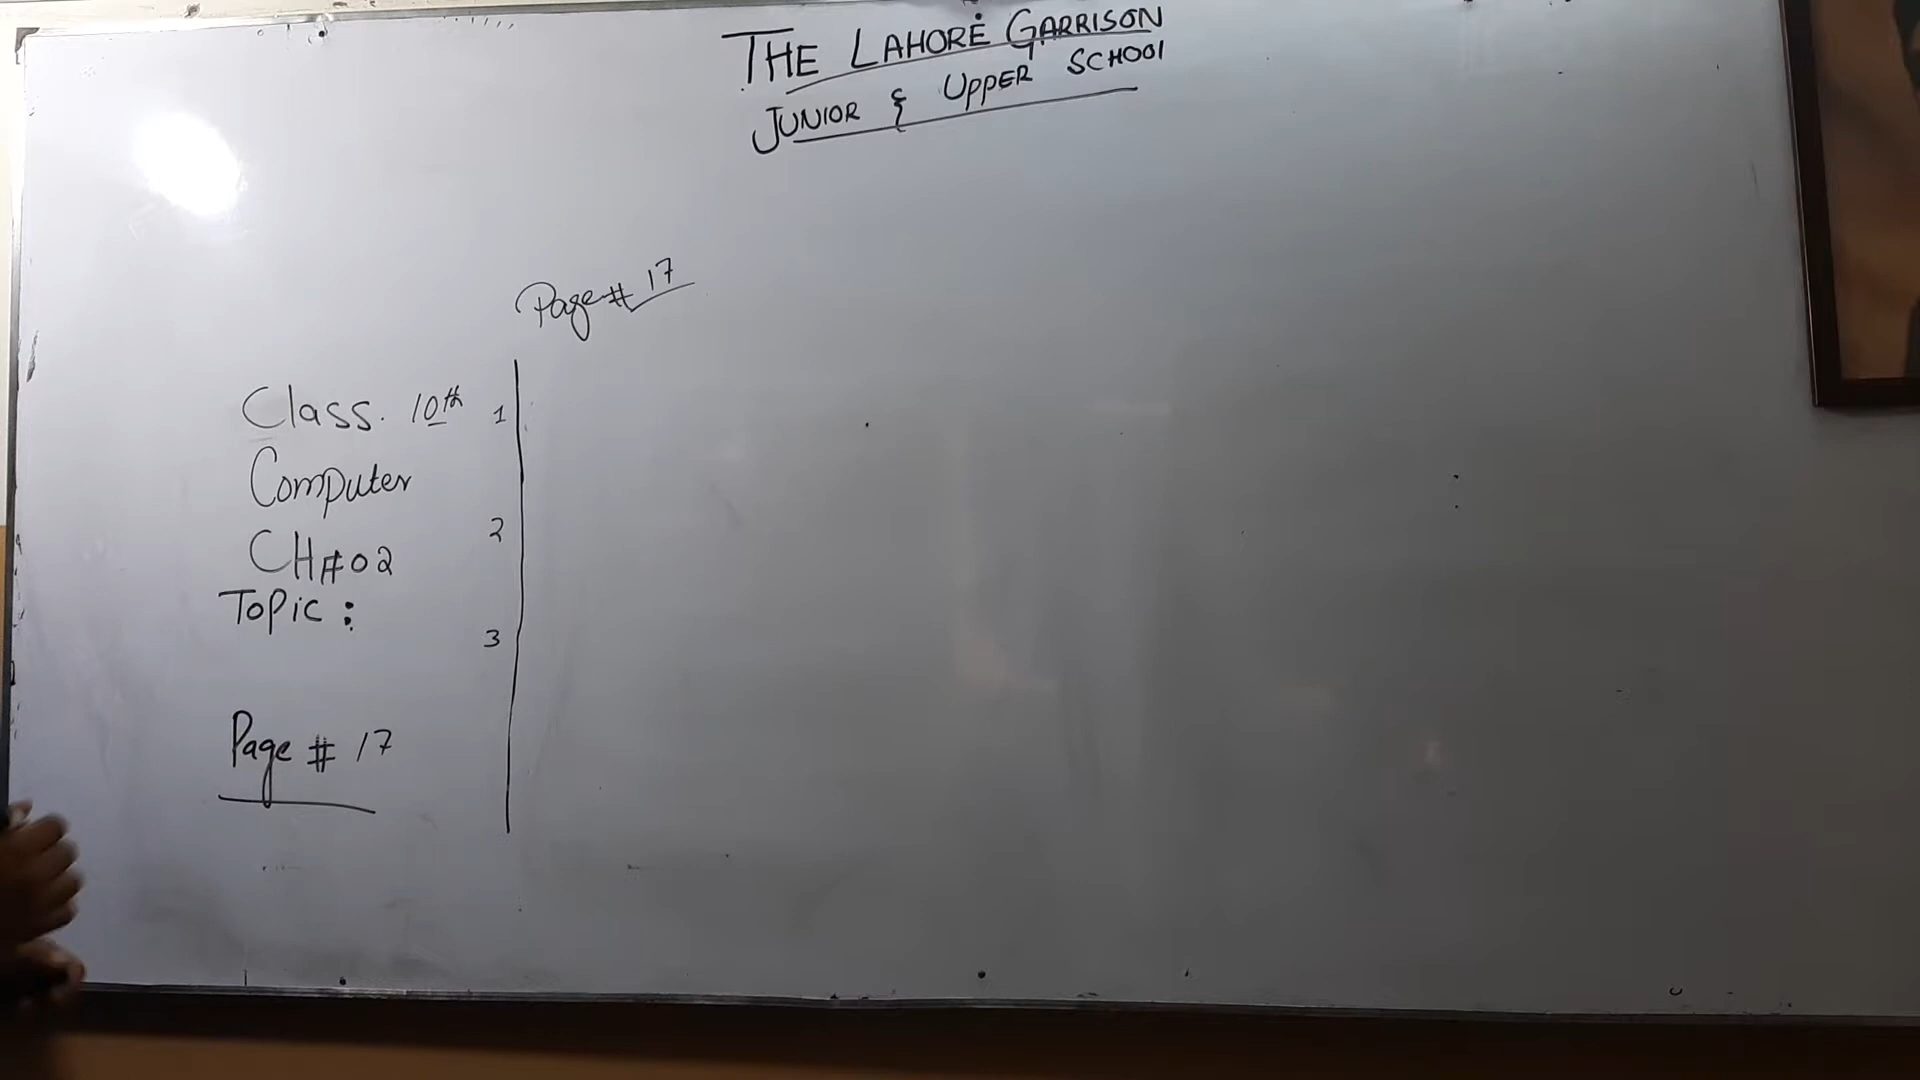 THE LAHORE GARRISON
JUNIOR & UPPER SCHOOL
Page # 17
Class. 10th
Computer
CH#02
Topic :
Page # 17
1
2
3